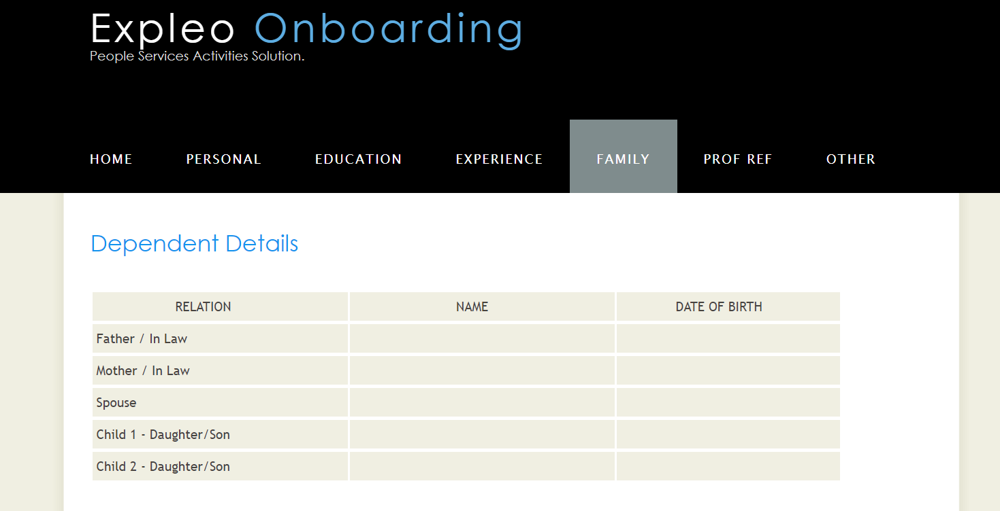 Expleo Onboarding
People Services Activities Solution.
HOME PERSONAL EDUCATION EXPERIENCE FAMILY PROF REF OTHER
Dependent Details
RELATION NAME DATE OF BIRTH
Father / In Law
Mother / In Law
Spouse
Child 1 - Daughter/Son
Child 2 - Daughter/Son